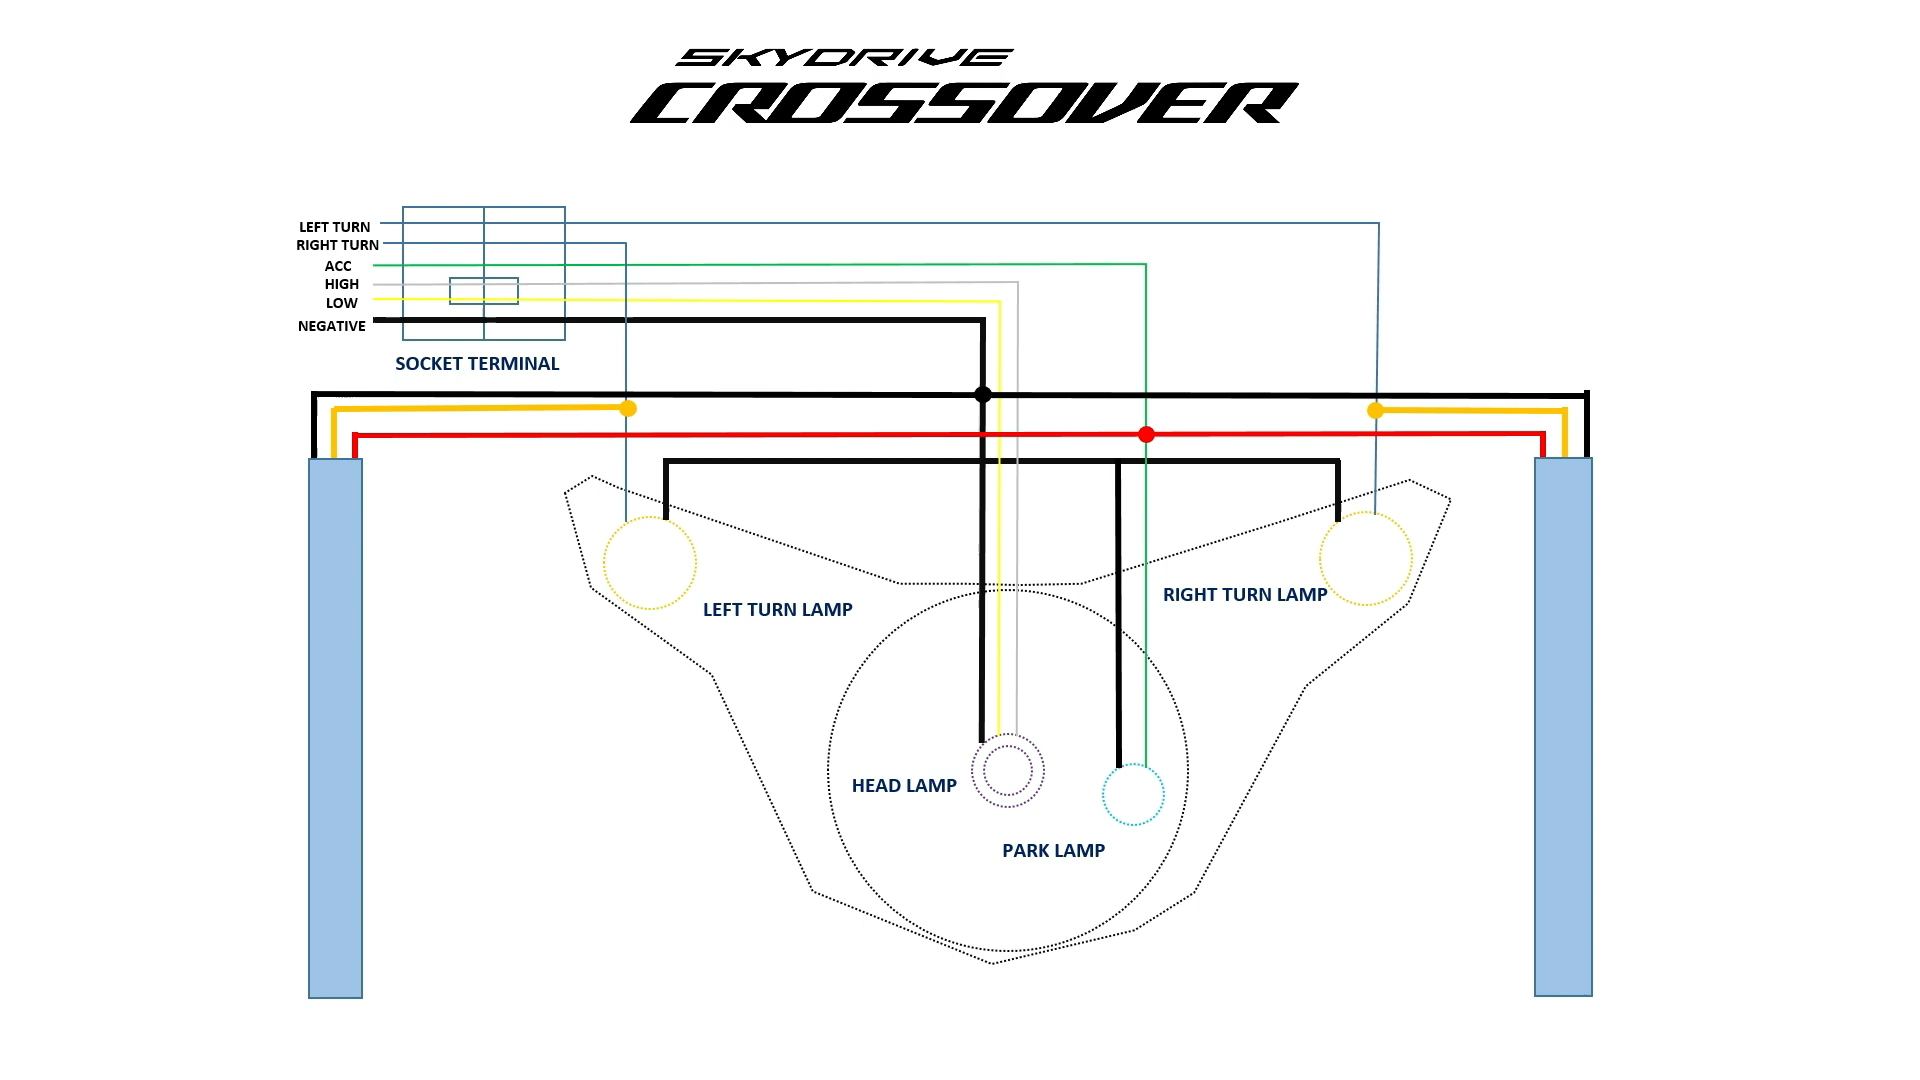 SKYDRIVE
CROSSOVER
LEFT TURN
RIGHT TURN
ACC
HIGH
LOW
NEGATIVE
SOCKET TERMINAL
LEFT TURN LAMP
RIGHT TURN LAMP
HEAD LAMP
PARK LAMP